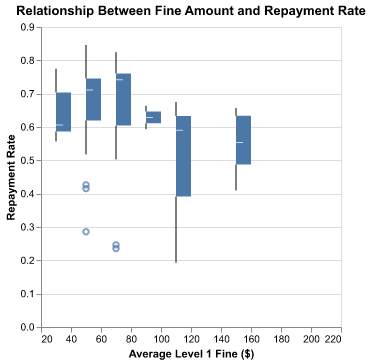 Relationship Between Fine Amount and Repayment Rate
0.9
0.8
0.7
0.6
0.5
0.4
0.3
0.2
0.1
0.0
Repayment Rate
20 40 60 80 100 120 140 160 180 200 220
Average Level 1 Fine ($)